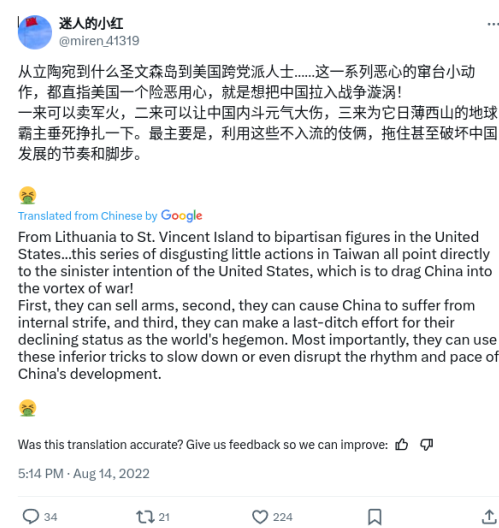 迷人的小红
@miren_41319
从立陶宛到什么圣文森岛到美国跨党派人士......这一系列恶心的窜台小动
作，都直指美国一个险恶用心，就是想把中国拉入战争漩涡！
一来可以卖军火，二来可以让中国内斗元气大伤，三来为它日薄西山的地球
霸主垂死挣扎一下。最主要是，利用这些不入流的伎俩，拖住甚至破坏中国
发展的节奏和脚步。
🤮
Translated from Chinese by Google
From Lithuania to St. Vincent Island to bipartisan figures in the United
States...this series of disgusting little actions in Taiwan all point directly
to the sinister intention of the United States, which is to drag China into
the vortex of war!
First, they can sell arms, second, they can cause China to suffer from
internal strife, and third, they can make a last-ditch effort for their
declining status as the world's hegemon. Most importantly, they can use
these inferior tricks to slow down or even disrupt the rhythm and pace of
China's development.
🤮
Was this translation accurate? Give us feedback so we can improve:
5:14 PM · Aug 14, 2022
34 21 224